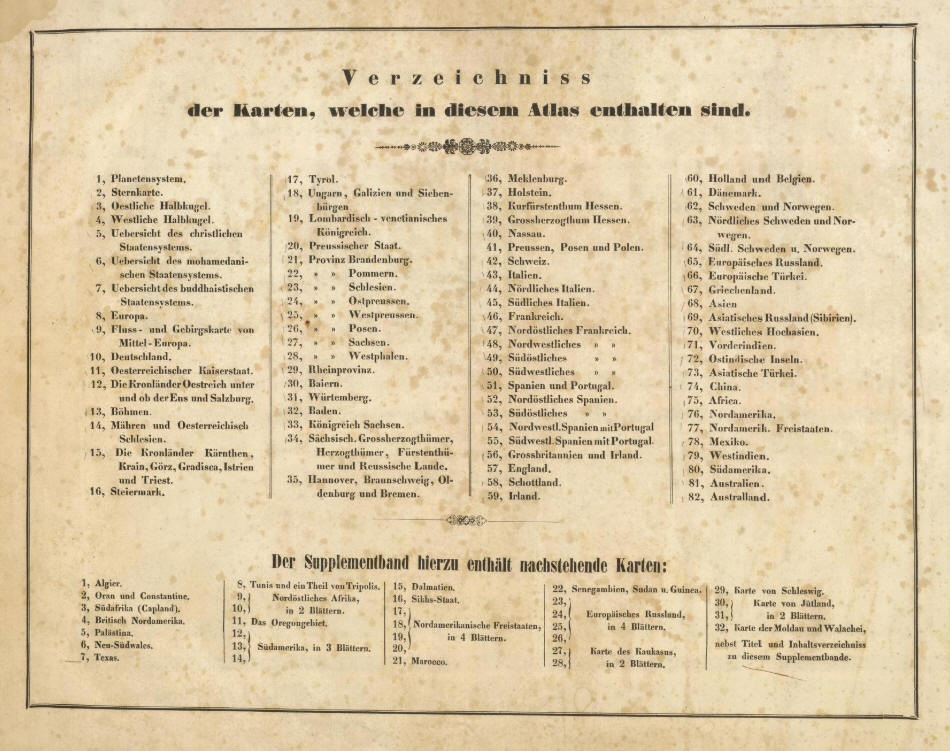 Verzeichniss
der Karten, welche in diesem Atlas enthalten sind.
1, Planetensystem.
2, Sternkarte.
3, Oestliche Halbkugel.
4, Westliche Halbkugel.
5, Uebersicht des christlichen
Staatensystems.
6, Uebersicht des mohamedani-
schen Staatensystems.
7, Uebersicht des buddhaistischen
Staatensystems.
8, Europa.
9, Fluss- und Gebirgskarte von
Mittel-Europa.
10, Deutschland.
11, Oesterreichischer Kaiserstaat.
12, Die Kronländer Oestreich unter
und ob der Ens und Salzburg.
13, Böhmen.
14, Mähren und Oesterreichisch
Schlesien.
15, Die Kronländer Kärnthen,
Krain, Görz, Gradisca, Istrien
und Triest.
16, Steiermark.
17, Tyrol.
18, Ungarn, Galizien und Sieben-
bürgen
19, Lombardisch-venetianisches
Königreich.
20, Preussischer Staat.
21, Provinz Brandenburg.
22, » » Pommern.
23, » » Schlesien.
24, » » Ostpreussen.
25, » » Westpreussen.
26, » » Posen.
27, » » Sachsen.
28, » » Westphalen.
29, Rheinprovinz.
30, Baiern.
31, Würtemberg.
32, Baden.
33, Königreich Sachsen.
34, Sächsisch. Grossherzogthümer,
Herzogthümer, Fürstenthü-
mer und Reussische Lande.
35, Hannover, Braunschweig, Ol-
denburg und Bremen.
36, Meklenburg.
37, Holstein.
38, Kurfürstenthum Hessen.
39, Grossherzogthum Hessen.
40, Nassau.
41, Preussen, Posen und Polen.
42, Schweiz.
43, Italien.
44, Nördliches Italien.
45, Südliches Italien.
46, Frankreich.
47, Nordöstliches Frankreich.
48, Nordwestliches » »
49, Südöstliches » »
50, Südwestliches » »
51, Spanien und Portugal.
52, Nordöstliches Spanien.
53, Südöstliches » »
54, Nordwestl. Spanien mit Portugal
55, Südwestl. Spanien mit Portugal.
56, Grossbritannien und Irland.
57, England.
58, Schottland.
59, Irland.
60, Holland und Belgien.
61, Dänemark.
62, Schweden und Norwegen.
63, Nördliches Schweden und Nor-
wegen.
64, Südl. Schweden u. Norwegen.
65, Europäisches Russland.
66, Europäische Türkei.
67, Griechenland.
68, Asien
69, Asiatisches Russland (Sibirien).
70, Westliches Hochasien.
71, Vorderindien.
72, Ostindische Inseln.
73, Asiatische Türkei.
74, China.
75, Africa.
76, Nordamerika.
77, Nordamerik. Freistaaten.
78, Mexiko.
79, Westindien.
80, Südamerika.
81, Australien.
82, Australland.
Der Supplementband hierzu enthält nachstehende Karten:
1, Algier.
2, Oran und Constantine.
3, Südafrika (Capland).
4, Britisch Nordamerika.
5, Palästina.
6, Neu-Südwales.
7, Texas.
8, Tunis und ein Theil von Tripolis.
9,} Nordöstliches Afrika,
10,} in 2 Blättern.
11, Das Oregongebiet.
12,}
13,} Südamerika, in 3 Blättern.
14,}
15, Dalmatien.
16, Sikhs-Staat.
17,}
18,} Nordamerikanische Freistaaten,
19,} in 4 Blättern.
20,}
21, Marocco.
22, Senegambien, Sudan u. Guinea.
23,}
24,} Europäisches Russland,
25,} in 4 Blättern.
26,}
27,} Karte des Kaukasus,
28,} in 2 Blättern.
29, Karte von Schleswig.
30,} Karte von Jütland,
31,} in 2 Blättern.
32, Karte der Moldau und Walachei,
nebst Titel und Inhaltsverzeichniss
zu diesem Supplementbande.